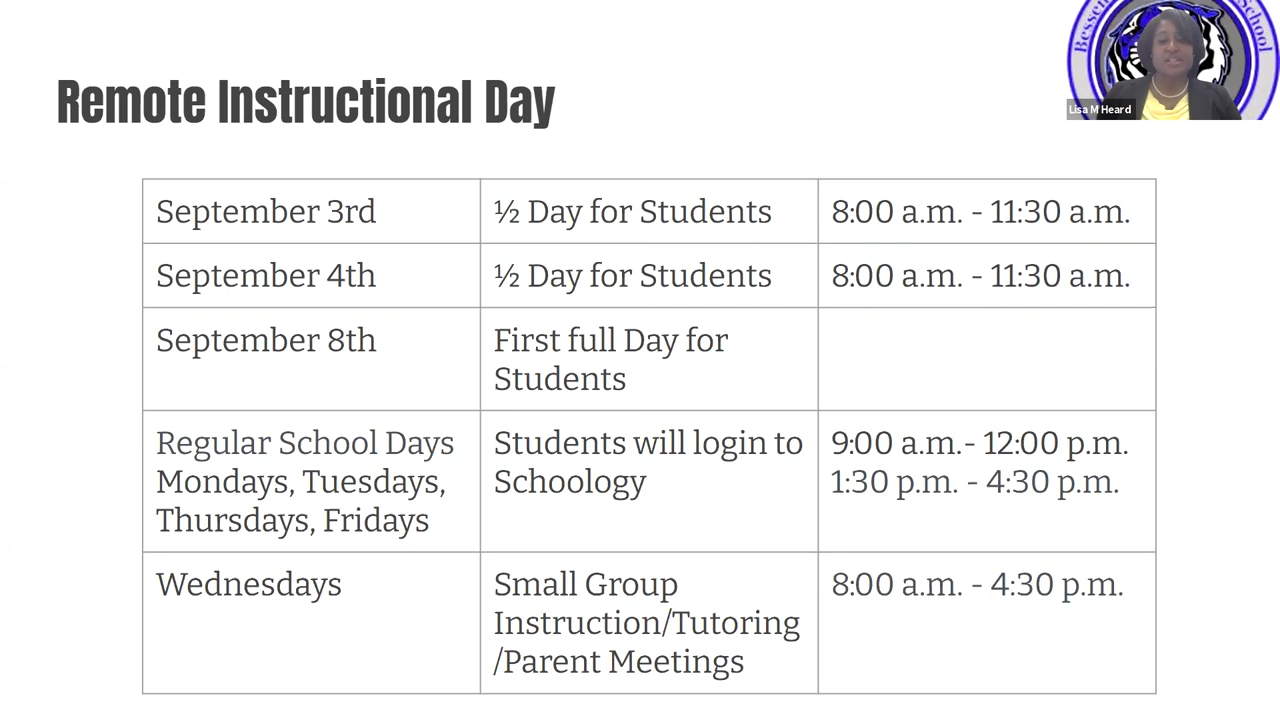 Bessem
School
Lisa M Heard
Remote Instructional Day
September 3rd
½ Day for Students
8:00 a.m. - 11:30 a.m.
September 4th
½ Day for Students
8:00 a.m. - 11:30 a.m.
September 8th
First full Day for
Students
Regular School Days
Mondays, Tuesdays,
Thursdays, Fridays
Students will login to
Schoology
9:00 a.m.- 12:00 p.m.
1:30 p.m. - 4:30 p.m.
Wednesdays
Small Group
Instruction/Tutoring
/Parent Meetings
8:00 a.m. - 4:30 p.m.